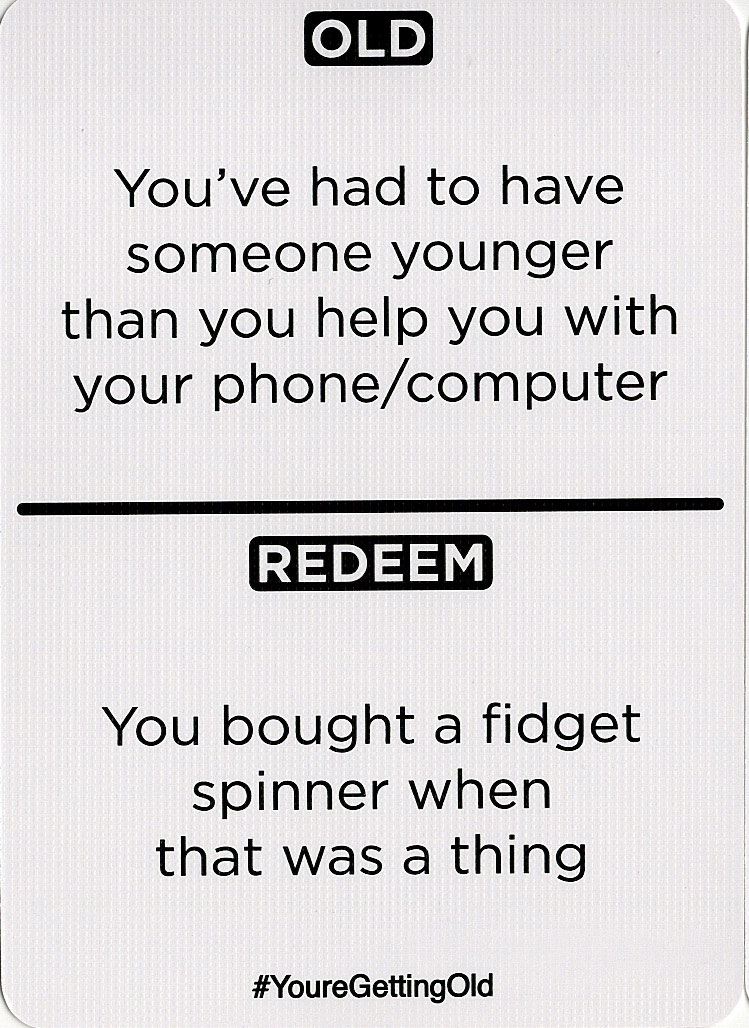 OLD
You’ve had to have
someone younger
than you help you with
your phone/computer
REDEEM
You bought a fidget
spinner when
that was a thing
#YoureGettingOld